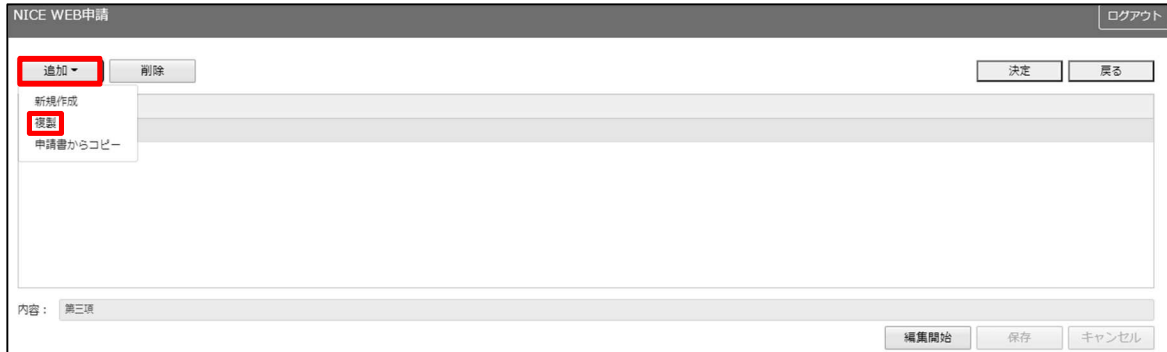 NICE WEB申請 ログアウト
追加 削除 決定 戻る
新規作成
複製
申請書からコピー
内容： 第三項
編集開始 保存 キャンセル